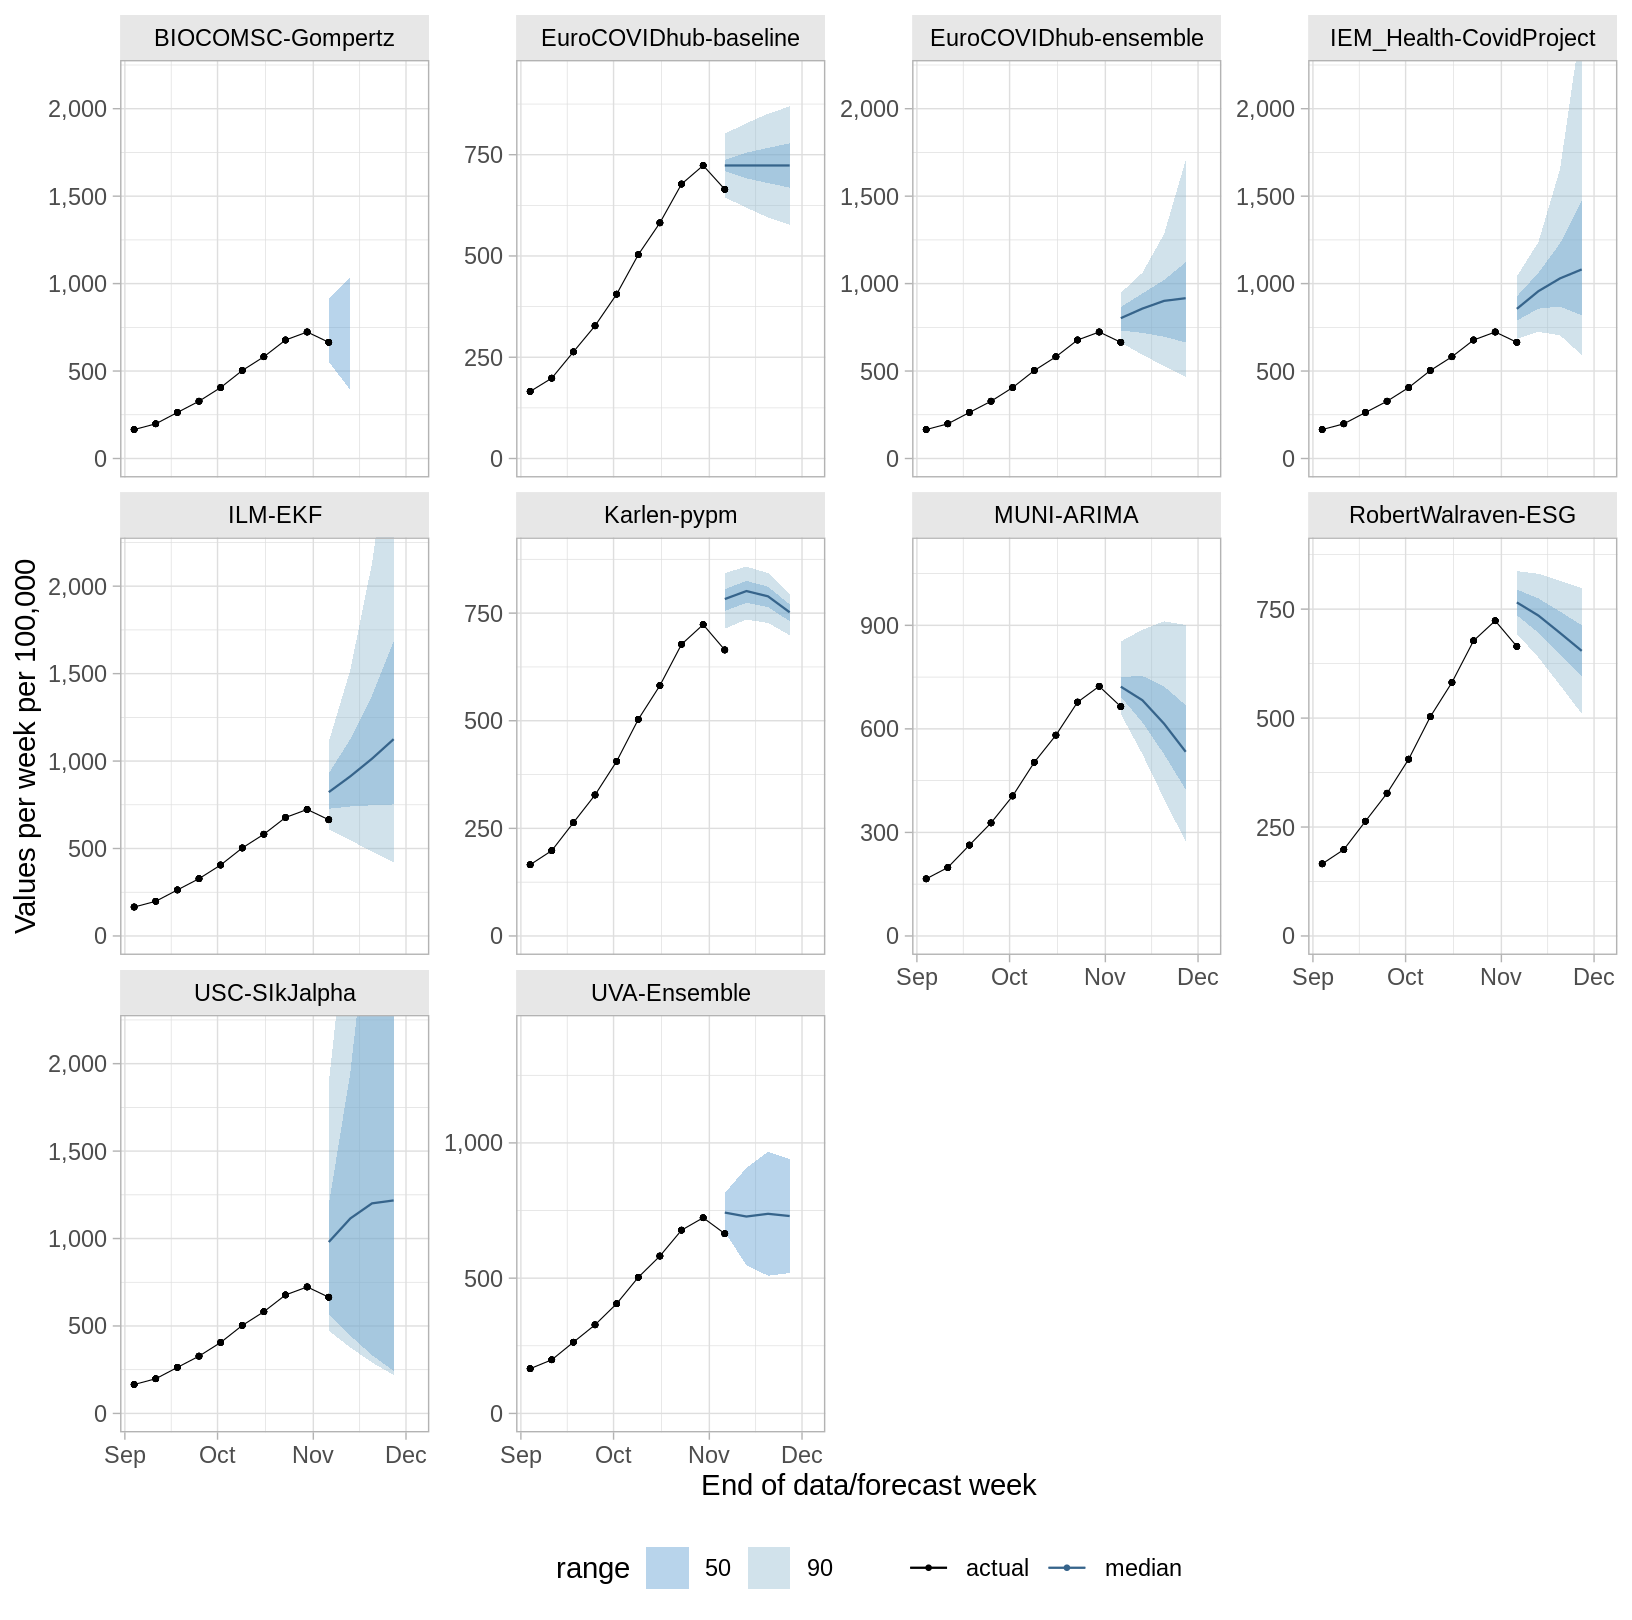 BIOCOMSC-Gompertz EuroCOVIDhub-baseline EuroCOVIDhub-ensemble IEM_Health-CovidProject
2,000 2,000 2,000
750
1,500 1,500 1,500
500
1,000 1,000 1,000
250
500 500 500
0 0 0 0
ILM-EKF Karlen-pypm MUNI-ARIMA RobertWalraven-ESG
Values per week per 100,000
2,000 750 900 750
1,500
500 600 500
1,000
250 300 250
500
0 0 0 0
Sep Oct Nov Dec Sep Oct Nov Dec
USC-SIkJalpha UVA-Ensemble
2,000
1,000
1,500
1,000
500
500
0 0
Sep Oct Nov Dec Sep Oct Nov Dec
End of data/forecast week
range 50 90 actual median